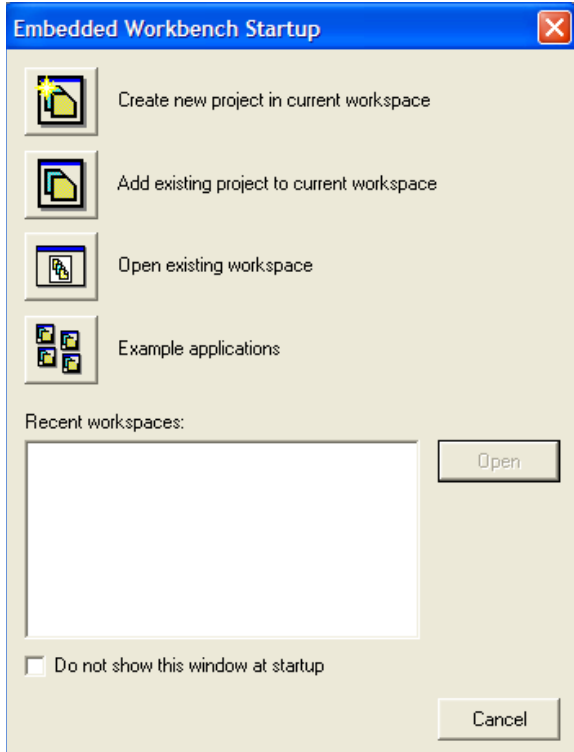 Embedded Workbench Startup
Create new project in current workspace
Add existing project to current workspace
Open existing workspace
Example applications
Recent workspaces:
Open
Do not show this window at startup
Cancel